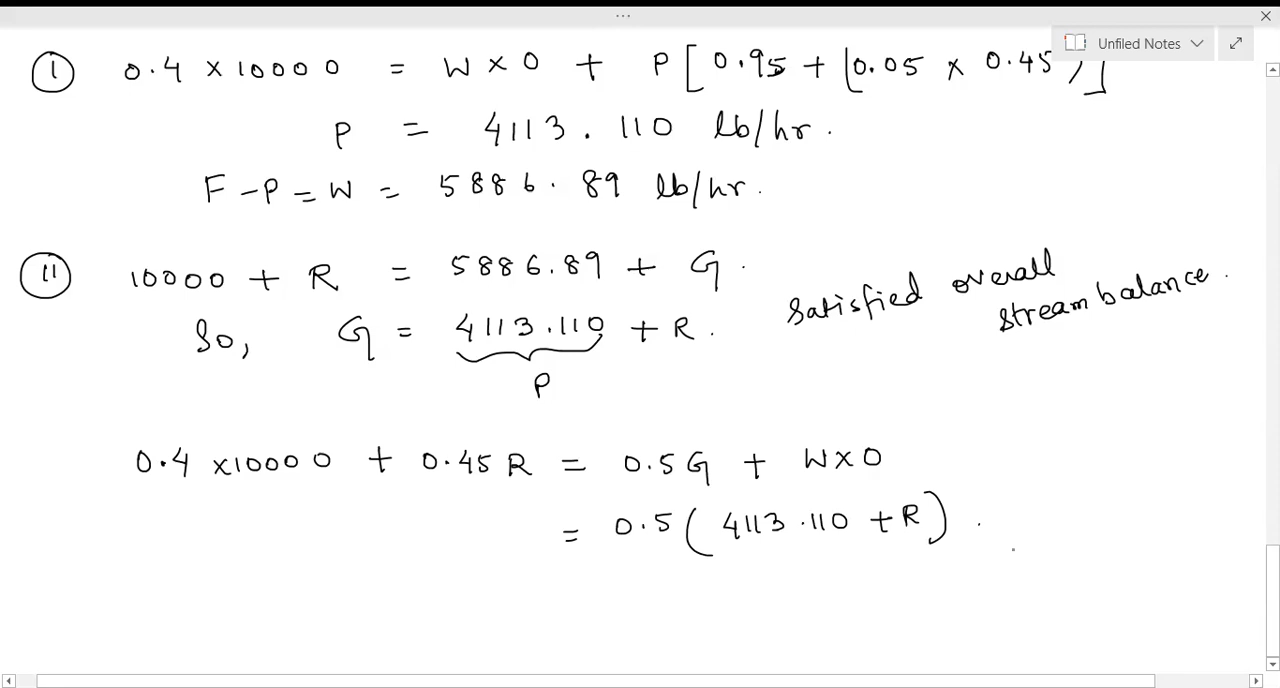 Unfiled Notes
① 0.4 × 10000 = W × 0 + P [ 0.95 + (0.05 × 0.45) ]
P = 4113.110 lb/hr.
F - P = W = 5886.89 lb/hr.
⑪ 10000 + R = 5886.89 + G.
So, G = 4113.110 + R.
P
Satisfied overall
stream balance.
0.4 × 10000 + 0.45 R = 0.5 G + W × 0
= 0.5 ( 4113.110 + R ) .